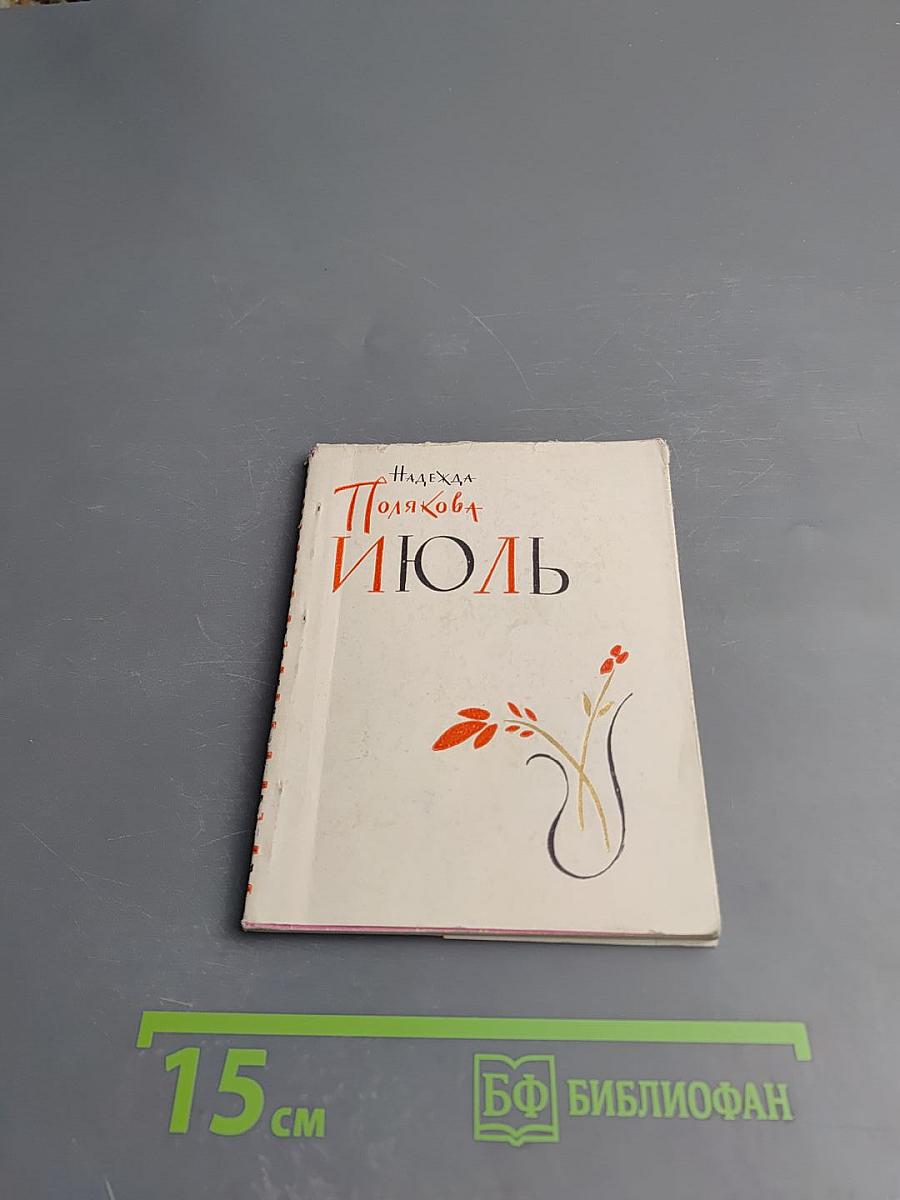 Надежда
Полякова
ИЮЛЬ
15 см
БФ БИБЛИОФАН